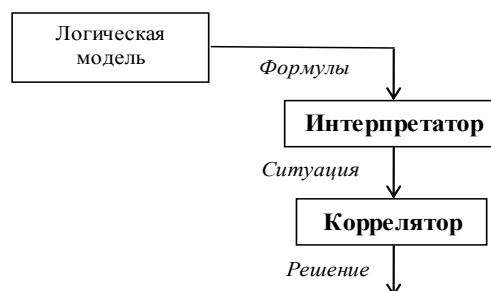 Логическая
модель
Формулы
Интерпретатор
Ситуация
Коррелятор
Решение